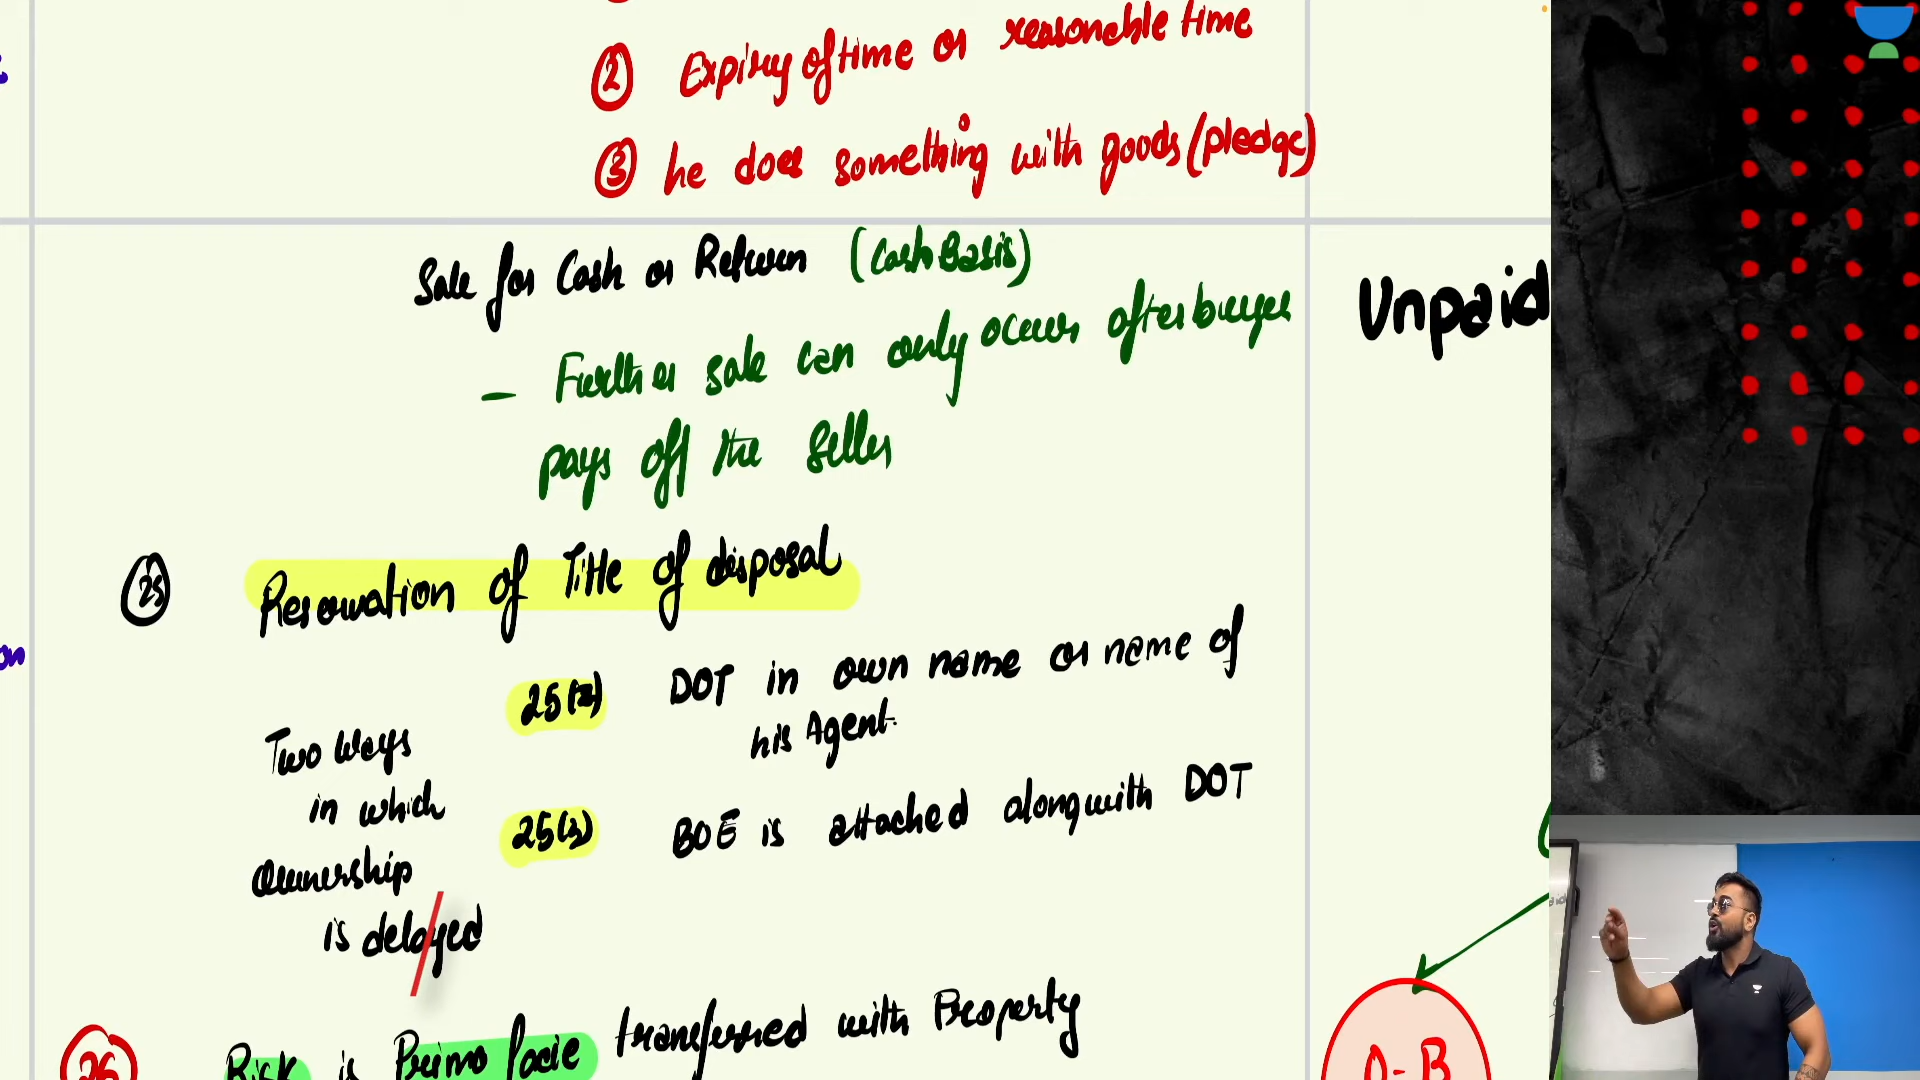 ② Expiry of time or reasonable time
③ he does something with goods (pledge)
Sale for Cash or Return (Cash Basis)
Unpaid
– Further sale can only occur after buyer
pays off the seller
㉕ Reservation of Title of disposal
25(2) DOT in own name or name of
his Agent.
Two Ways
in which
Ownership
is delayed
25(3) BOE is attached alongwith DOT
26 Risk is Prima facie transferred with Property